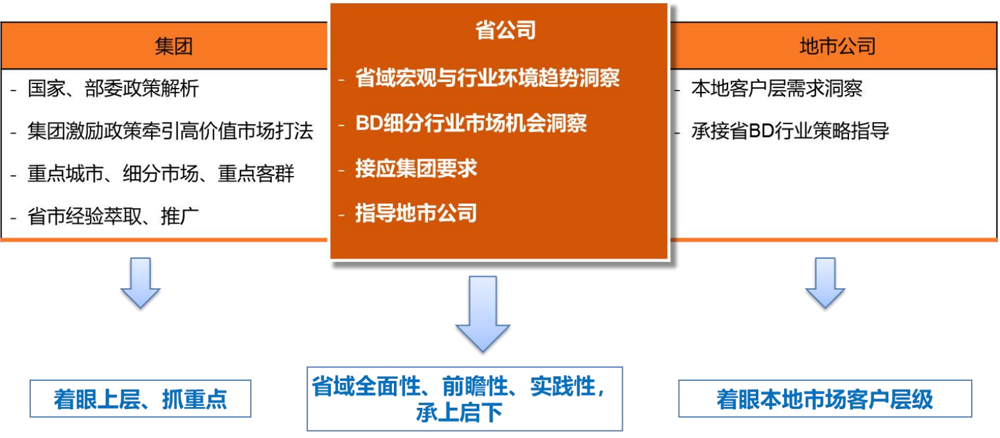 集团
- 国家、部委政策解析
- 集团激励政策牵引高价值市场打法
- 重点城市、细分市场、重点客群
- 省市经验萃取、推广
省公司
- 省域宏观与行业环境趋势洞察
- BD细分行业市场机会洞察
- 接应集团要求
- 指导地市公司
地市公司
- 本地客户层需求洞察
- 承接省BD行业策略指导
着眼上层、抓重点
省域全面性、前瞻性、实践性，
承上启下
着眼本地市场客户层级